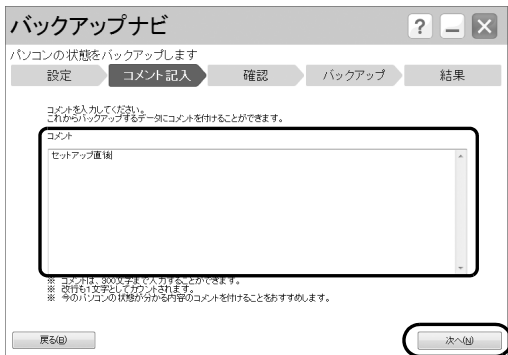 バックアップナビ
? － ×
パソコンの状態をバックアップします
設定 コメント記入 確認 バックアップ 結果
コメントを入力してください。
これからバックアップするデータにコメントを付けることができます。
コメント
セットアップ直後
※ コメントは、300文字まで入力することができます。
※ 改行も1文字としてカウントされます。
※ 今のパソコンの状態が分かる内容のコメントを付けることをおすすめします。
戻る(B) 次へ(N)